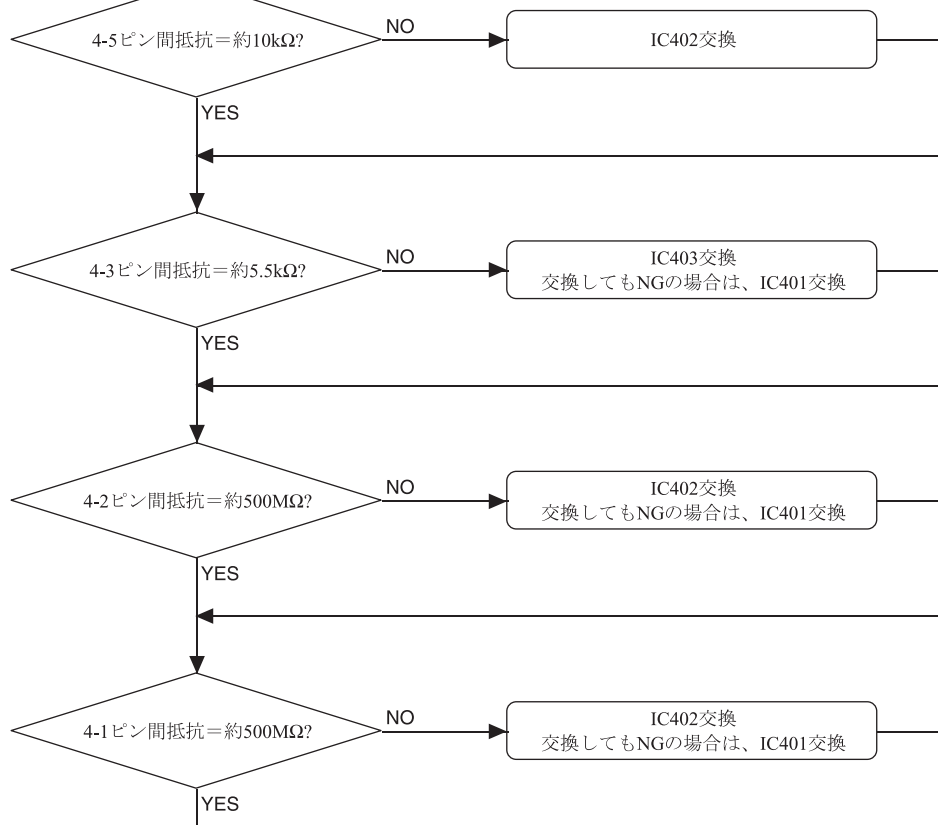 4-5ピン間抵抗＝約10kΩ?
NO
IC402交換
YES
4-3ピン間抵抗＝約5.5kΩ?
NO
IC403交換
交換してもNGの場合は、IC401交換
YES
4-2ピン間抵抗＝約500MΩ?
NO
IC402交換
交換してもNGの場合は、IC401交換
YES
4-1ピン間抵抗＝約500MΩ?
NO
IC402交換
交換してもNGの場合は、IC401交換
YES